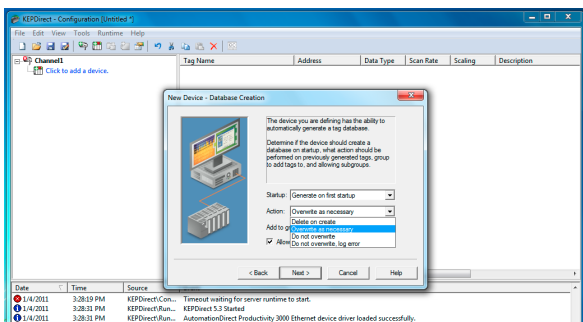 KEPDirect - Configuration [Untitled *]
File Edit View Tools Runtime Help
Channel1
Click to add a device.
Tag Name Address Data Type Scan Rate Scaling Description
New Device - Database Creation
The device you are defining has the ability to
automatically generate a tag database.
Determine if the device should create a
database on startup, what action should be
performed on previously generated tags, group
to add tags to, and allowing subgroups.
Startup: Generate on first startup
Action: Overwrite as necessary
Delete on create
Add to
Overwrite as necessary
Do not overwrite
Allow
Do not overwrite, log error
< Back Next > Cancel Help
Date Time Source
1/4/2011 3:28:19 PM KEPDirect\Con... Timeout waiting for server runtime to start.
1/4/2011 3:28:31 PM KEPDirect\Run... KEPDirect 5.3 Started
1/4/2011 3:28:31 PM KEPDirect\Run... AutomationDirect Productivity 3000 Ethernet device driver loaded successfully.